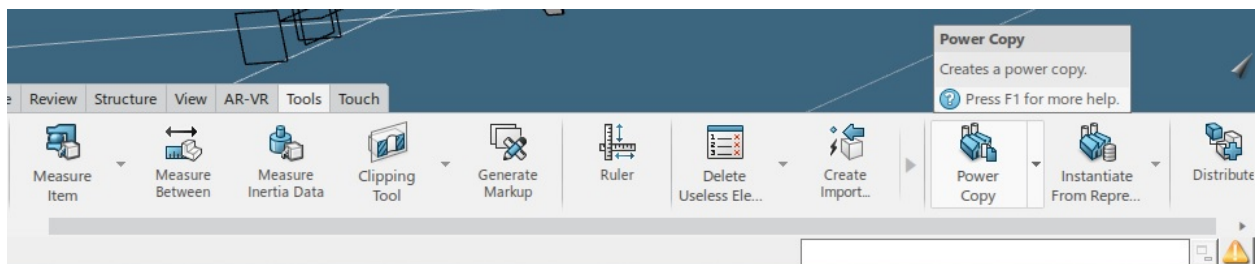 Power Copy
Creates a power copy.
Press F1 for more help.
Review Structure View AR-VR Tools Touch
Measure
Item
Measure
Between
Measure
Inertia Data
Clipping
Tool
Generate
Markup
Ruler
Delete
Useless Ele...
Create
Import...
Power
Copy
Instantiate
From Repre...
Distribute